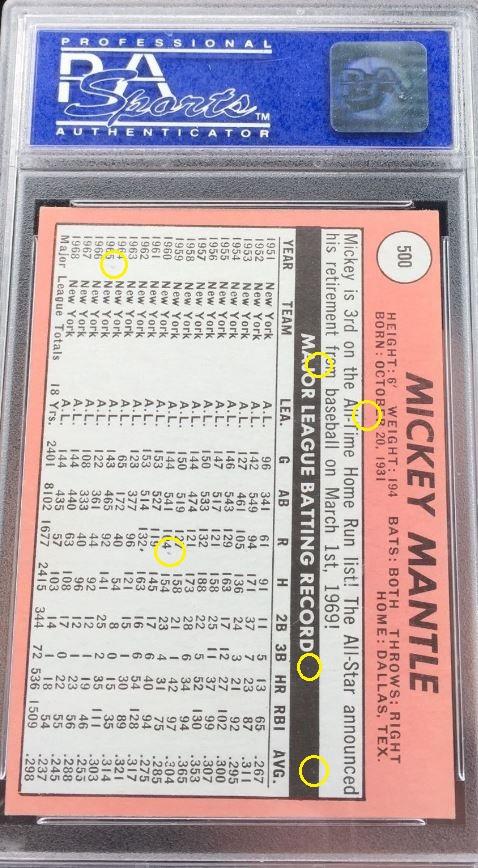 PROFESSIONAL
PSA
Sports™
AUTHENTICATOR
PSA
500
MICKEY MANTLE
HEIGHT: 6' WEIGHT: 194 BATS: BOTH THROWS: RIGHT
BORN: OCTOBER 20, 1931 HOME: DALLAS, TEX.
Mickey is 3rd on the All-Time Home Run list! The All-Star announced
his retirement from baseball on March 1st, 1969!
MAJOR LEAGUE BATTING RECORD
YEAR TEAM LEA G AB R H 2B 3B HR RBI AVG.
1951 New York A.L. 96 341 61 91 11 5 13 65 .267
1952 New York A.L. 142 549 94 171 37 7 23 87 .311
1953 New York A.L. 127 461 105 136 24 3 21 92 .295
1954 New York A.L. 146 543 129 163 17 12 27 102 .300
1955 New York A.L. 147 517 121 158 25 11 37 99 .307
1956 New York A.L. 150 533 132 188 22 5 52 130 .353
1957 New York A.L. 144 474 121 173 28 6 34 94 .365
1958 New York A.L. 150 519 127 158 21 1 42 97 .304
1959 New York A.L. 144 541 104 154 23 4 31 75 .285
1960 New York A.L. 153 527 119 145 17 6 40 94 .275
1961 New York A.L. 153 514 132 163 16 6 54 128 .317
1962 New York A.L. 123 377 96 121 15 1 30 89 .321
1963 New York A.L. 65 172 40 54 8 0 15 35 .314
1964 New York A.L. 143 465 92 141 25 2 35 111 .303
1965 New York A.L. 122 361 44 92 12 1 19 46 .255
1966 New York A.L. 108 333 40 96 12 1 23 .288
1967 New York A.L. 144 440 63 108 17 0 22 55 .245
1968 New York A.L. 144 435 57 103 14 1 18 54 .237
Major League Totals 18 Yrs. 2401 8102 1677 2415 344 72 536 1509 .298